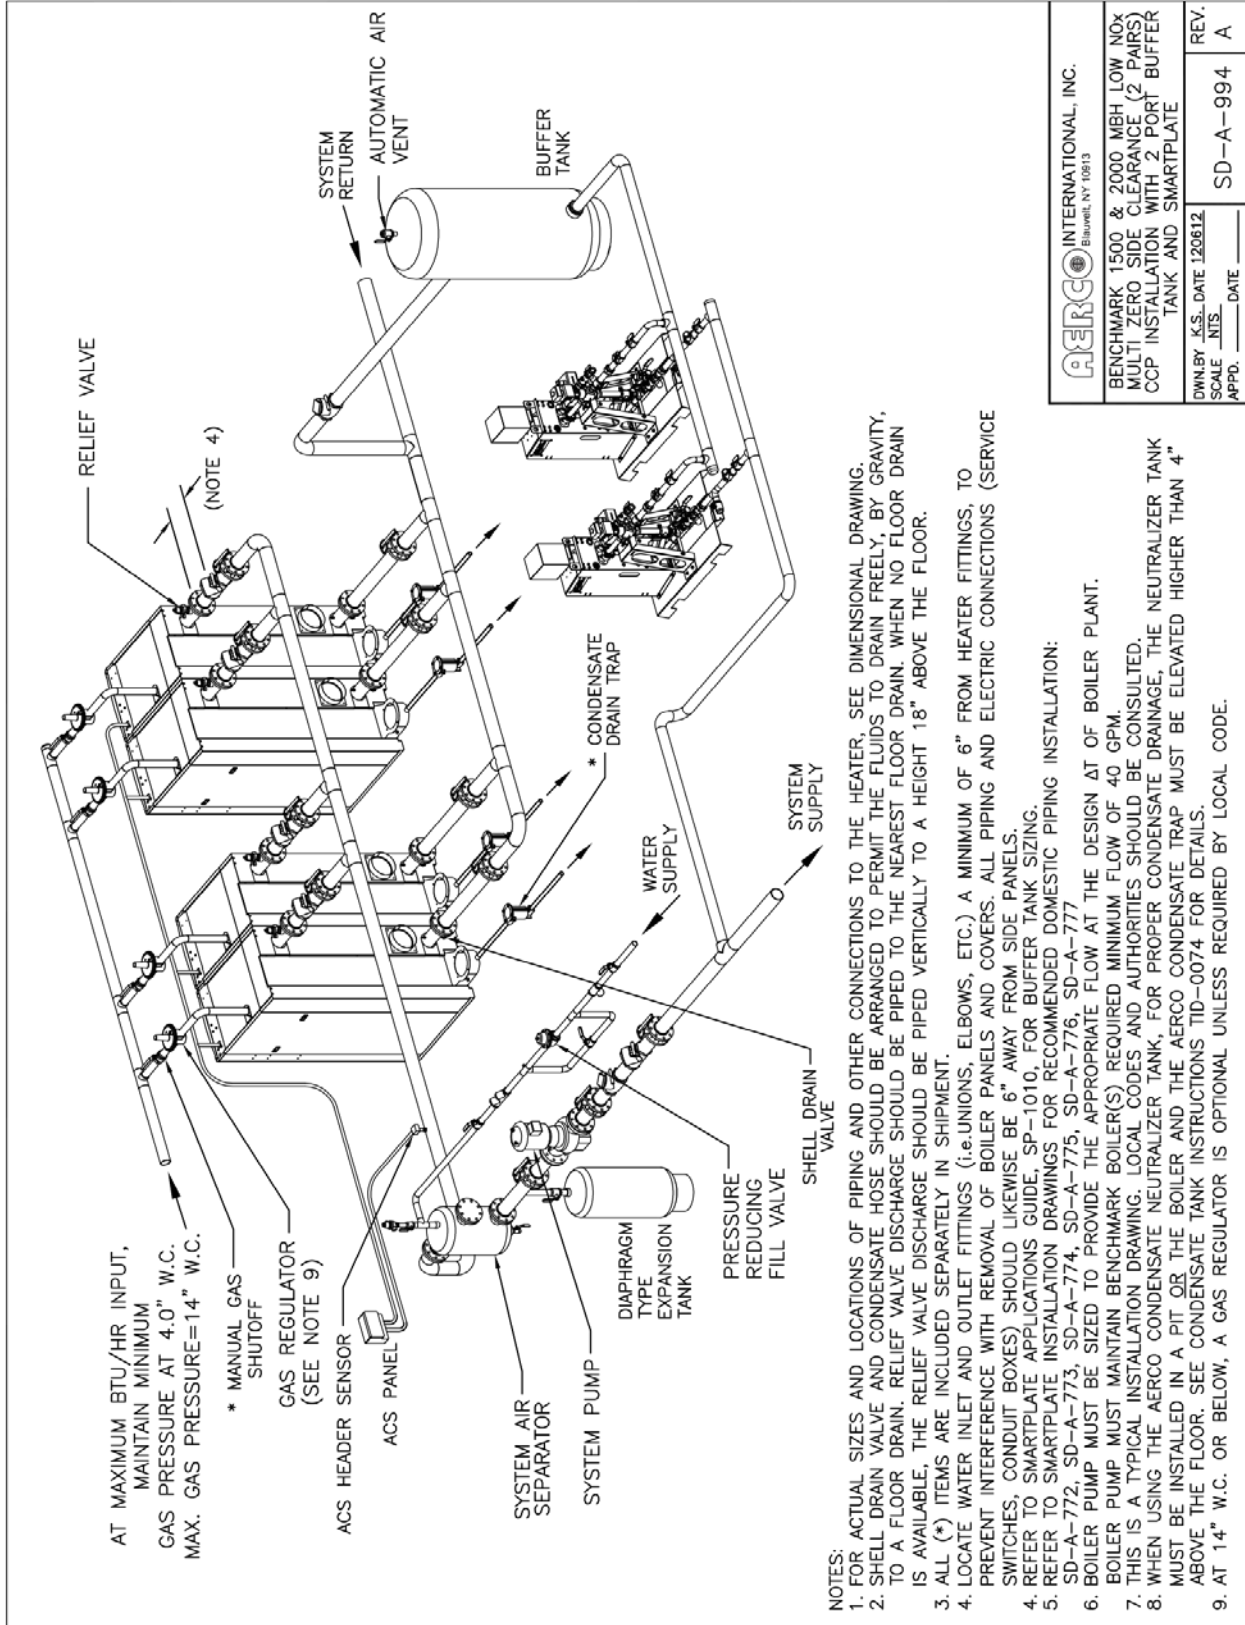 AT MAXIMUM BTU/HR INPUT,
MAINTAIN MINIMUM
GAS PRESSURE AT 4.0" W.C.
MAX. GAS PRESSURE=14" W.C.
* MANUAL GAS
SHUTOFF
GAS REGULATOR
(SEE NOTE 9)
ACS HEADER SENSOR
ACS PANEL
SYSTEM AIR
SEPARATOR
SYSTEM PUMP
DIAPHRAGM
TYPE
EXPANSION
TANK
PRESSURE
REDUCING
FILL VALVE
SHELL DRAIN
VALVE
WATER
SUPPLY
SYSTEM
SUPPLY
* CONDENSATE
DRAIN TRAP
RELIEF VALVE
(NOTE 4)
SYSTEM
RETURN
AUTOMATIC AIR
VENT
BUFFER
TANK
NOTES:
1. FOR ACTUAL SIZES AND LOCATIONS OF PIPING AND OTHER CONNECTIONS TO THE HEATER, SEE DIMENSIONAL DRAWING.
2. SHELL DRAIN VALVE AND CONDENSATE HOSE SHOULD BE ARRANGED TO PERMIT THE FLUIDS TO DRAIN FREELY, BY GRAVITY,
TO A FLOOR DRAIN. RELIEF VALVE DISCHARGE SHOULD BE PIPED TO THE NEAREST FLOOR DRAIN. WHEN NO FLOOR DRAIN
IS AVAILABLE, THE RELIEF VALVE DISCHARGE SHOULD BE PIPED VERTICALLY TO A HEIGHT 18" ABOVE THE FLOOR.
3. ALL (*) ITEMS ARE INCLUDED SEPARATELY IN SHIPMENT.
4. LOCATE WATER INLET AND OUTLET FITTINGS (i.e.UNIONS, ELBOWS, ETC.) A MINIMUM OF 6" FROM HEATER FITTINGS, TO
PREVENT INTERFERENCE WITH REMOVAL OF BOILER PANELS AND COVERS. ALL PIPING AND ELECTRIC CONNECTIONS (SERVICE
SWITCHES, CONDUIT BOXES) SHOULD LIKEWISE BE 6" AWAY FROM SIDE PANELS.
4. REFER TO SMARTPLATE APPLICATIONS GUIDE, SP-1010, FOR BUFFER TANK SIZING.
5. REFER TO SMARTPLATE INSTALLATION DRAWINGS FOR RECOMMENDED DOMESTIC PIPING INSTALLATION:
SD-A-772, SD-A-773, SD-A-774, SD-A-775, SD-A-776, SD-A-777
6. BOILER PUMP MUST BE SIZED TO PROVIDE THE APPROPRIATE FLOW AT THE DESIGN ΔT OF BOILER PLANT.
BOILER PUMP MUST MAINTAIN BENCHMARK BOILER(S) REQUIRED MINIMUM FLOW OF 40 GPM.
7. THIS IS A TYPICAL INSTALLATION DRAWING. LOCAL CODES AND AUTHORITIES SHOULD BE CONSULTED.
8. WHEN USING THE AERCO CONDENSATE NEUTRALIZER TANK, FOR PROPER CONDENSATE DRAINAGE, THE NEUTRALIZER TANK
MUST BE INSTALLED IN A PIT OR THE BOILER AND THE AERCO CONDENSATE TRAP MUST BE ELEVATED HIGHER THAN 4"
ABOVE THE FLOOR. SEE CONDENSATE TANK INSTRUCTIONS TID-0074 FOR DETAILS.
9. AT 14" W.C. OR BELOW, A GAS REGULATOR IS OPTIONAL UNLESS REQUIRED BY LOCAL CODE.
AERCO INTERNATIONAL, INC.
Blauvelt, NY 10913
BENCHMARK 1500 & 2000 MBH LOW NOx
MULTI ZERO SIDE CLEARANCE (2 PAIRS)
CCP INSTALLATION WITH 2 PORT BUFFER
TANK AND SMARTPLATE
DWN.BY K.S. DATE 120612
SCALE NTS
APPD. DATE
SD-A-994
REV.
A